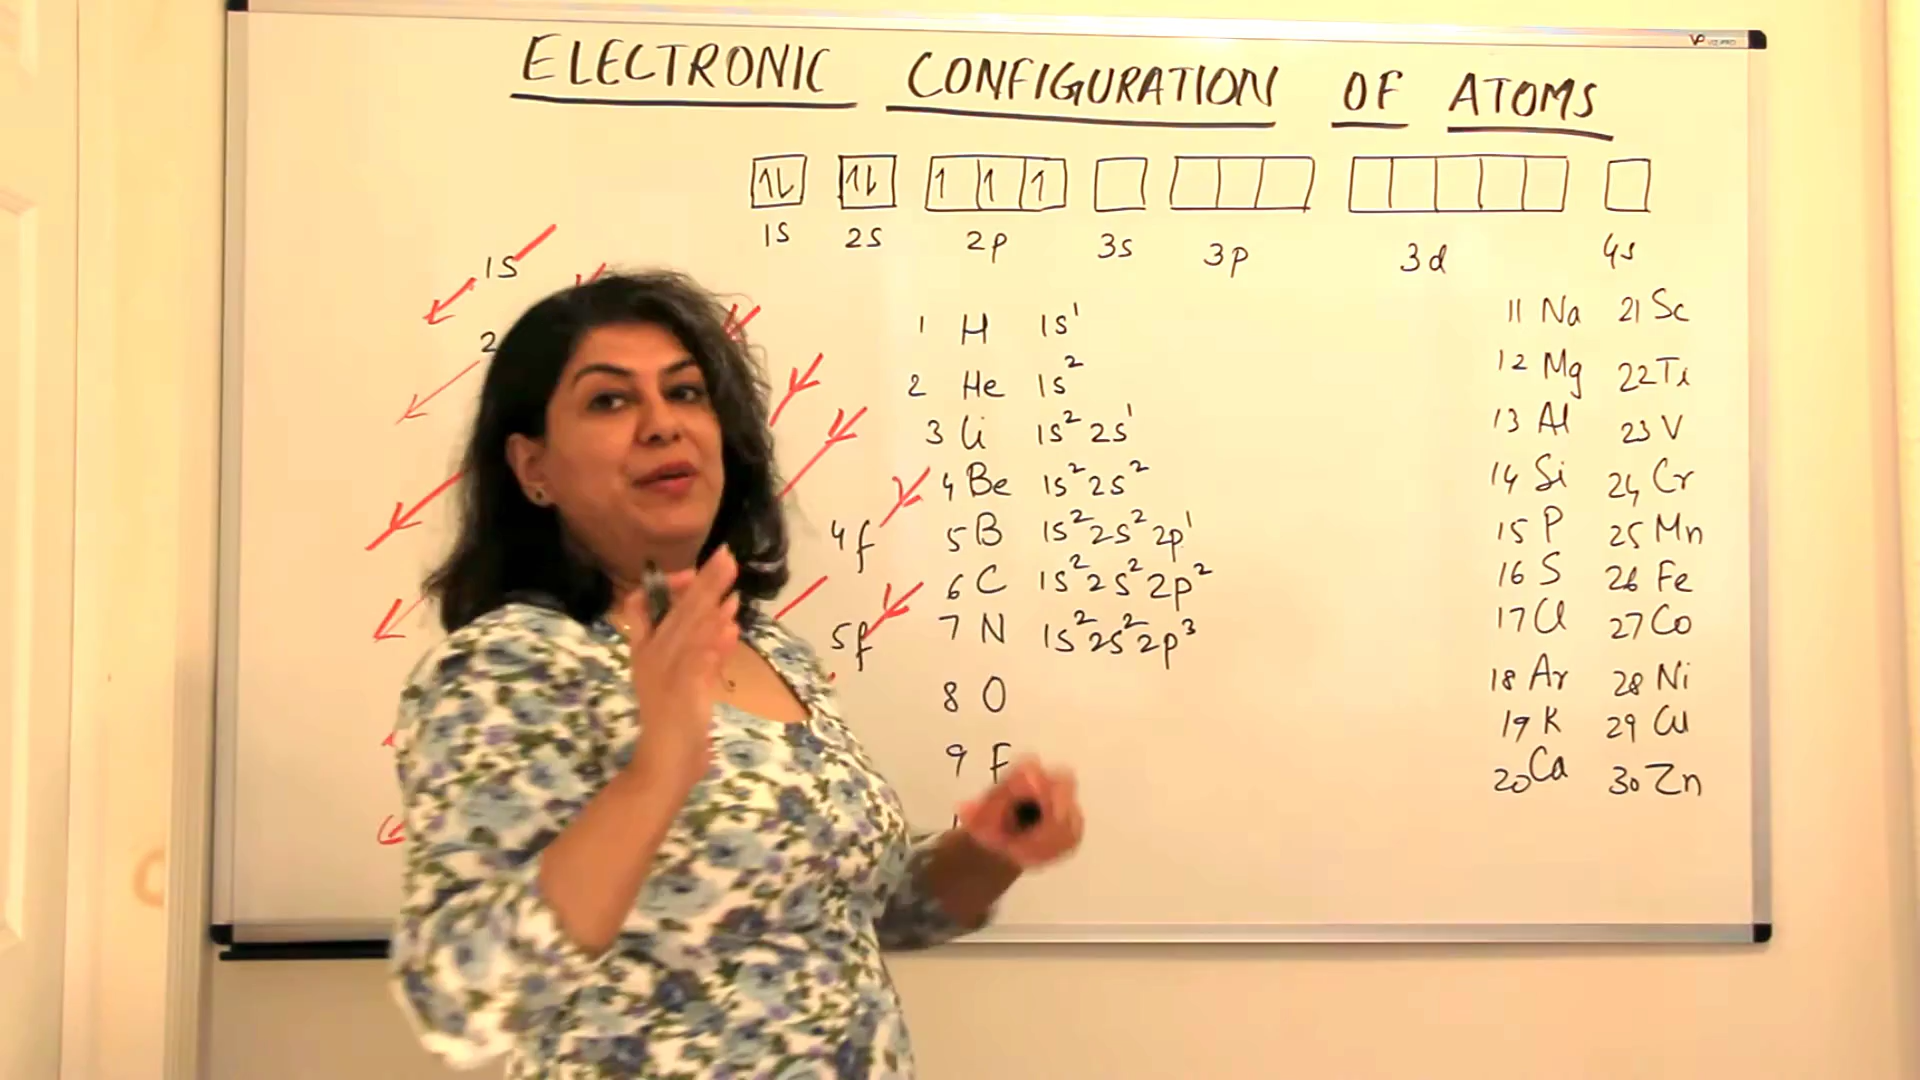 ELECTRONIC CONFIGURATION OF ATOMS
1s 2s 2p 3s 3p 3d 4s
1s
2
4f
5f
1 H 1s¹
2 He 1s²
3 Li 1s² 2s¹
4 Be 1s² 2s²
5 B 1s² 2s² 2p¹
6 C 1s² 2s² 2p²
7 N 1s² 2s² 2p³
8 O
9 F
11 Na 21 Sc
12 Mg 22 Ti
13 Al 23 V
14 Si 24 Cr
15 P 25 Mn
16 S 26 Fe
17 Cl 27 Co
18 Ar 28 Ni
19 K 29 Cu
20 Ca 30 Zn